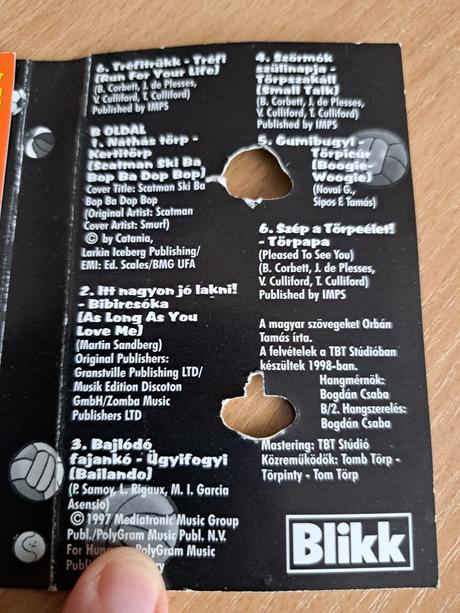 6. Tréfitrükk - Tréfi
(Run For Your Life)
(B. Corbett, J. de Plesses,
V. Culliford, T. Culliford)
Published by IMPS
B OLDAL
1. Náthás törp -
Kertitörp
(Scatman Ski Ba
Bop Ba Dop Bop)
Cover Title: Scatman Ski Ba
Bop Ba Dop Bop
(Original Artist: Scatman
Cover Artist: Smurf)
© by Catania,
Larkin Iceberg Publishing/
EMI: Ed. Scales/BMG UFA
2. Itt nagyon jó lakni!
- Bibircsóka
(As Long As You
Love Me)
(Martin Sandberg)
Original Publishers:
Granstville Publishing LTD/
Musik Edition Discoton
GmbH/Zomba Music
Publishers LTD
3. Bajlódó
fajankó - Ügyifogyi
(Bailando)
(P. Samoy, L. Rigaux, M. I. Garcia
Asensio)
© 1997 Mediatronic Music Group
Publ./PolyGram Music Publ. N.V.
For PolyGram Music
4. Szörmók
szülinapja -
Törpszakáll
(Small Talk)
(B. Corbett, J. de Plesses,
V. Culliford, T. Culliford)
Published by IMPS
5. Gumibugyi -
Törpicur
(Boogie-
Woogie)
(Novai G.,
Sipos F. Tamás)
6. Szép a Törpeélet!
- Törpapa
(Pleased To See You)
(B. Corbett, J. de Plesses,
V. Culliford, T. Culliford)
Published by IMPS
A magyar szövegeket Orbán
Tamás írta.
A felvételek a TBT Stúdióban
készültek 1998-ban.
Hangmérnök:
Bogdán Csaba
B/2. Hangszerelés:
Bogdán Csaba
Mastering: TBT Stúdió
Közreműködők: Tomb Törp -
Törpinty - Tom Törp
Blikk